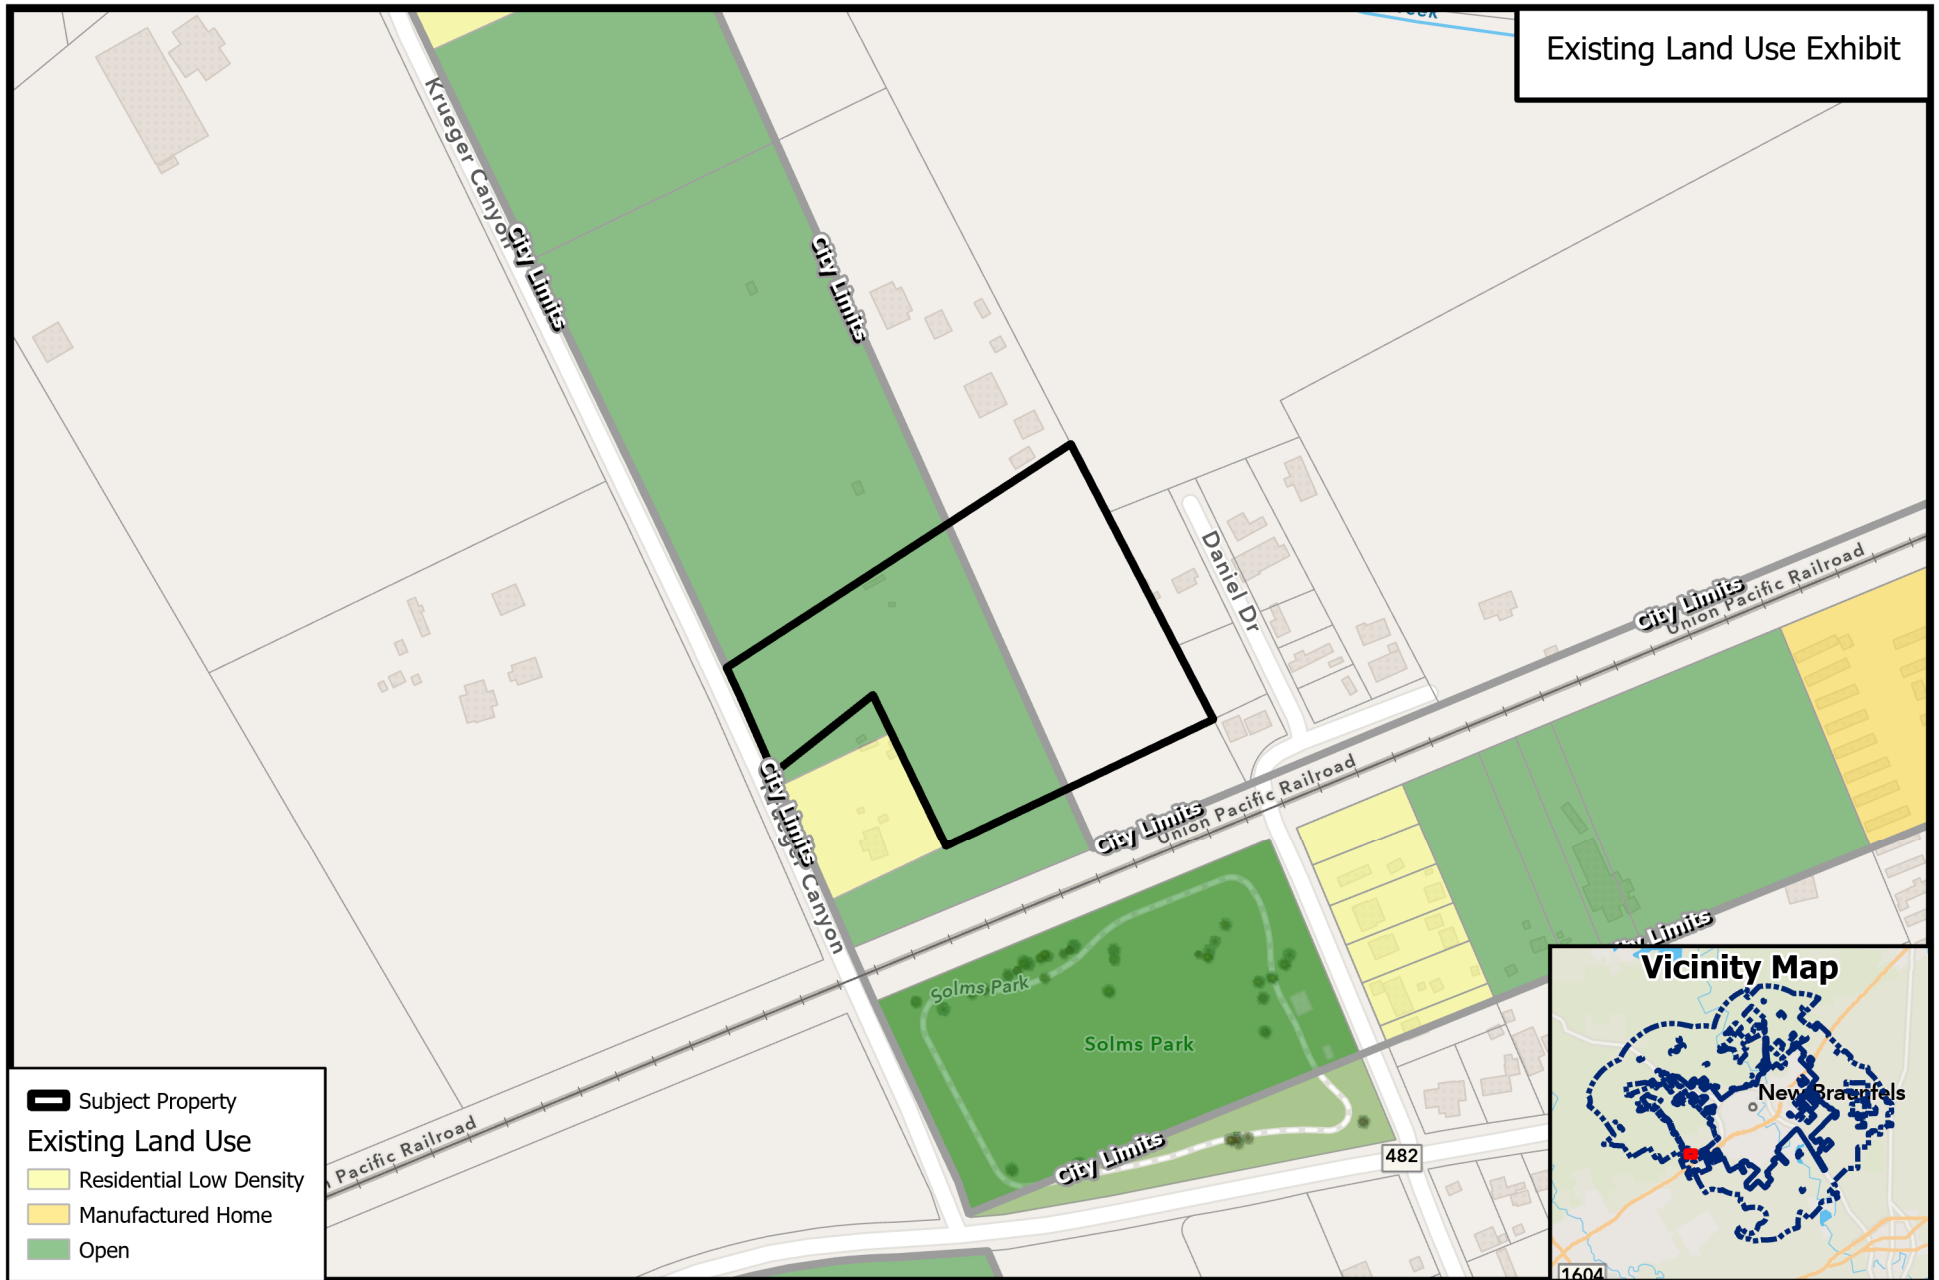 Existing Land Use Exhibit
Krueger Canyon
City Limits
City Limits
Daniel Dr
City Limits
Union Pacific Railroad
City Limits
Canyon
City Limits
Union Pacific Railroad
Limits
Solms Park
Solms Park
City Limits
482
Pacific Railroad
Subject Property
Existing Land Use
Residential Low Density
Manufactured Home
Open
Vicinity Map
New Braunfels
1604